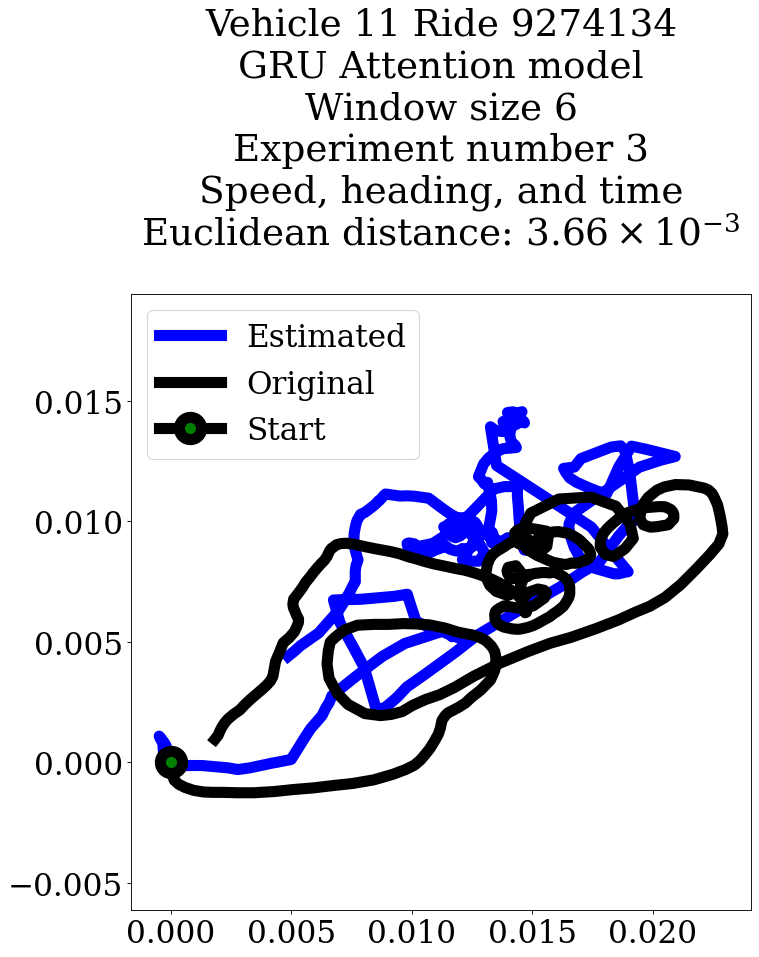 Vehicle 11 Ride 9274134
GRU Attention model
Window size 6
Experiment number 3
Speed, heading, and time
Euclidean distance: 3.66 × 10⁻³
Estimated
Original
Start
0.015
0.010
0.005
0.000
−0.005
0.000 0.005 0.010 0.015 0.020